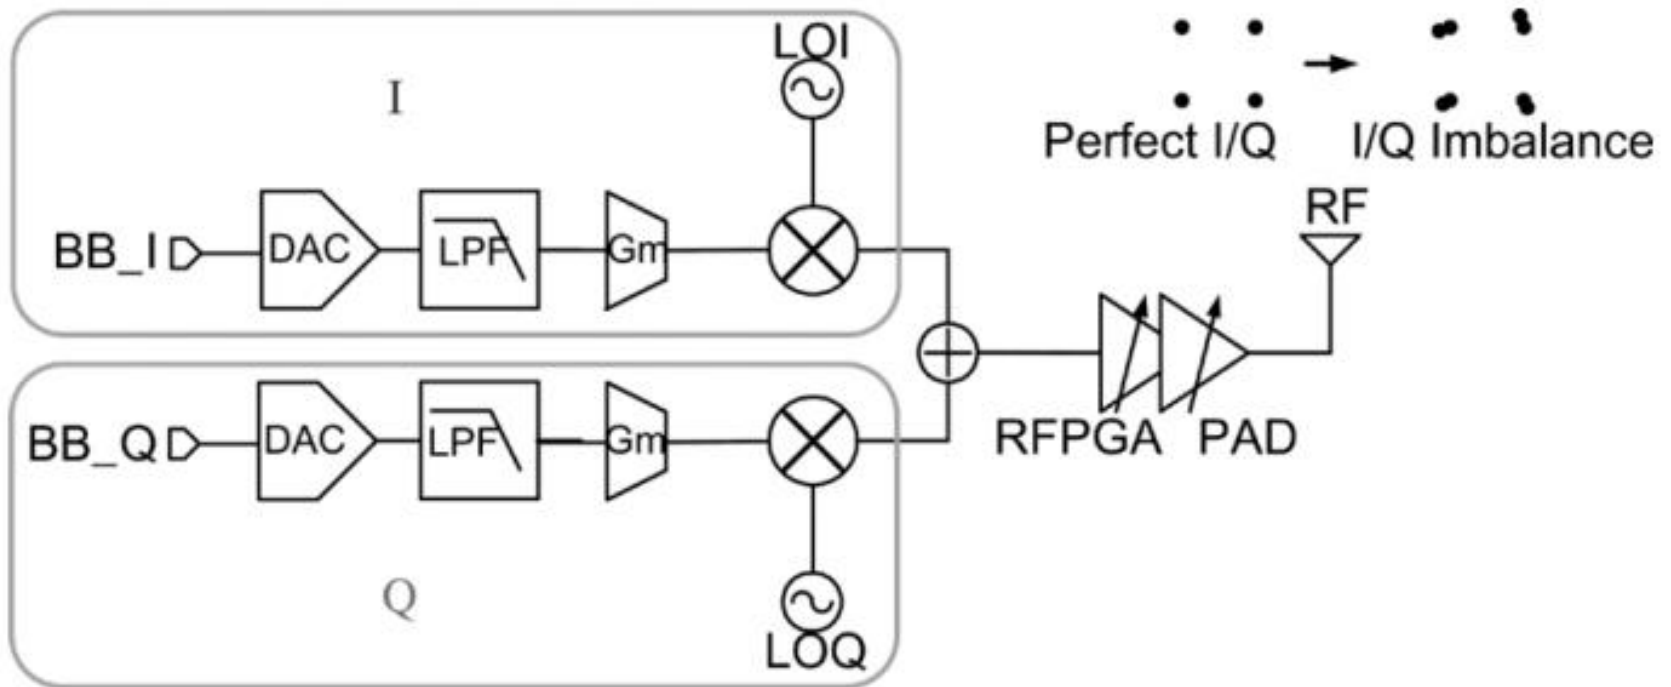 LOI
I
Perfect I/Q
I/Q Imbalance
RF
BB_I
DAC
LPF
Gm
BB_Q
DAC
LPF
Gm
RFPGA
PAD
Q
LOQ